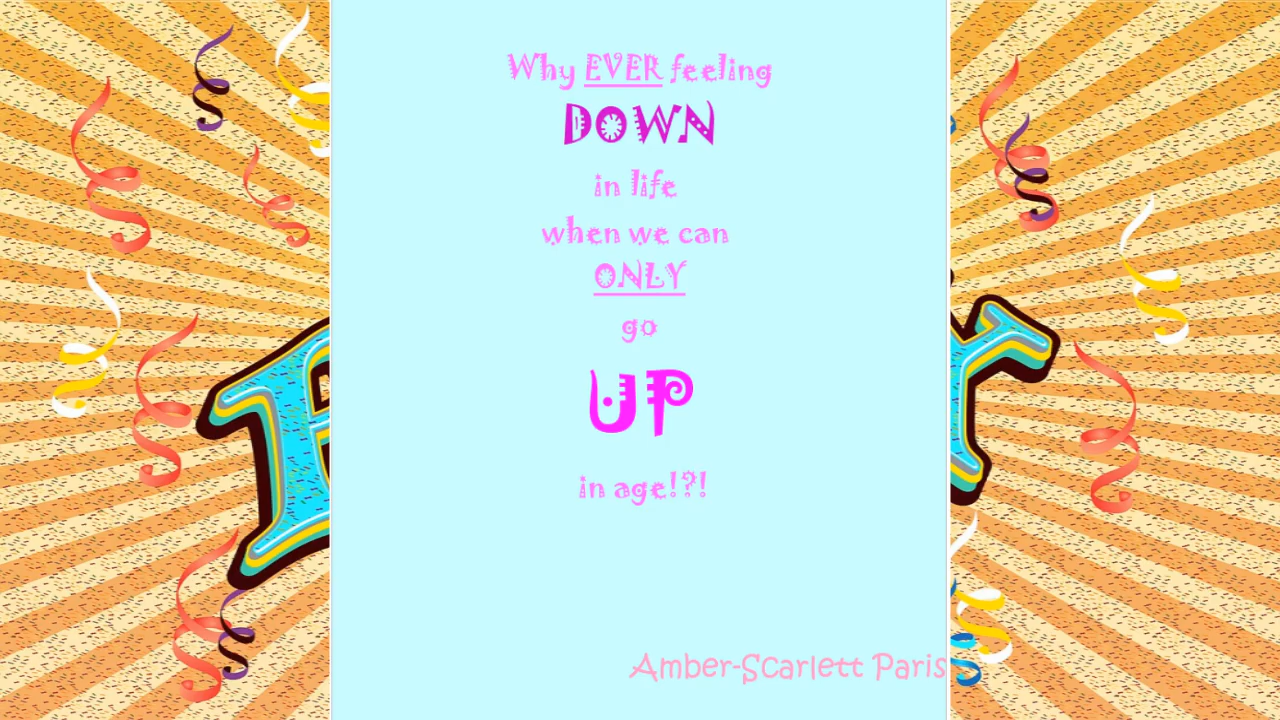 Why EVER feeling
DOWN
in life
when we can
ONLY
go
UP
in age!?!
Amber-Scarlett Paris